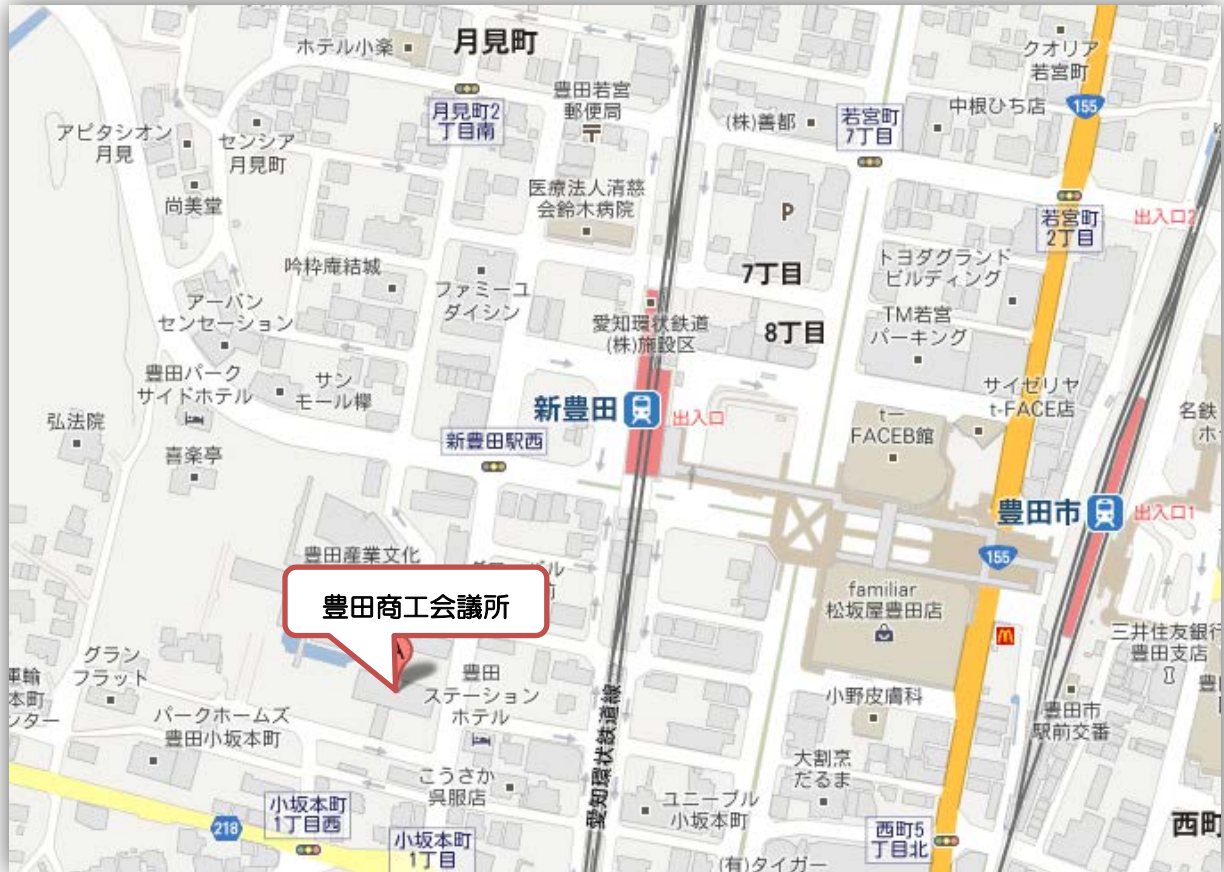 ホテル小楽
月見町
クオリア
若宮町
155
豊田若宮
郵便局
中根ひち店
月見町2
丁目南
(株)善都
若宮町
7丁目
アビタシオン
月見
センシア
月見町
尚美堂
医療法人清慈
会鈴木病院
P
若宮町
2丁目
出入口2
吟粋庵結城
ファミーユ
ダイシン
7丁目
トヨダグランド
ビルディング
アーバン
センセーション
愛知環状鉄道
(株)施設区
8丁目
TM若宮
パーキング
豊田パーク
サイドホテル
サン
モール欅
サイゼリヤ
t-FACE店
弘法院
新豊田
出入口
t－
FACEB館
名鉄
ホ
喜楽亭
新豊田駅西
豊田市
出入口1
豊田産業文化
155
豊田商工会議所
familiar
松坂屋豊田店
三井住友銀行
豊田支店
グラン
フラット
豊田
ステーション
ホテル
小野皮膚科
豊田市
駅前交番
パークホームズ
豊田小坂本町
愛知環状鉄道線
大割烹
だるま
こうさか
呉服店
ユニーブル
小坂本町
西町
218
小坂本町
1丁目西
小坂本町
1丁目
西町5
丁目北
(有)タイガー